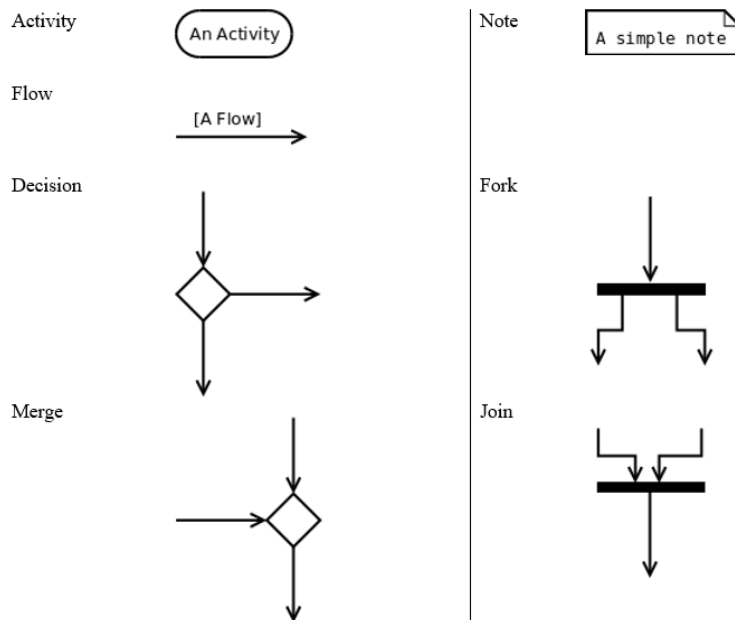 Activity
An Activity
Flow
[A Flow]
Decision
Merge
Note
A simple note
Fork
Join